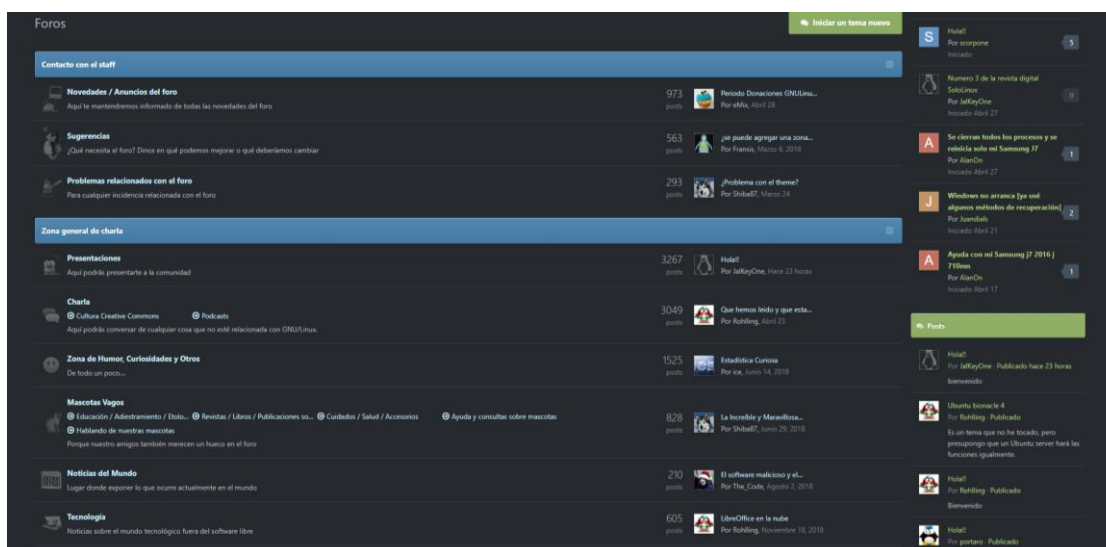 Foros
Iniciar un tema nuevo
Contacto con el staff
Novedades / Anuncios del foro
Aquí te mantendremos informado de todas las novedades del foro
973
posts
Periodo Donaciones GNULinu...
Por eMix, Abril 28
Sugerencias
¿Qué necesita el foro? Dinos en qué podemos mejorar o qué deberíamos cambiar
563
posts
¿se puede agregar una zona...
Por Fransis, Marzo 6, 2018
Problemas relacionados con el foro
Para cualquier incidencia relacionada con el foro
293
posts
¿Problema con el theme?
Por Shiba87, Marzo 24
Zona general de charla
Presentaciones
Aquí podrás presentarte a la comunidad
3267
posts
Hola!!
Por JalKeyOne, Hace 23 horas
Charla
Cultura Creative Commons
Podcasts
Aquí podrás conversar de cualquier cosa que no esté relacionada con GNU/Linux.
3049
posts
Que hemos leido y que esta...
Por Rohlling, Abril 23
Zona de Humor, Curiosidades y Otros
De todo un poco...
1525
posts
Estadística Curiosa
Por ice, Junio 14, 2018
Mascotas Vagos
Educación / Adiestramiento / Etolo...
Revistas / Libros / Publicaciones so...
Cuidados / Salud / Accesorios
Ayuda y consultas sobre mascotas
Hablando de nuestras mascotas
Porque nuestro amigos también merecen un hueco en el foro
828
posts
La Increíble y Maravillosa...
Por Shiba87, Junio 29, 2018
Noticias del Mundo
Lugar donde exponer lo que ocurre actualmente en el mundo
210
posts
El software malicioso y el...
Por The_Code, Agosto 2, 2018
Tecnología
Noticias sobre el mundo tecnológico fuera del software libre
605
posts
LibreOffice en la nube
Por Rohlling, Noviembre 18, 2018
S
Hola!!
Por scorpone
Iniciado
5
Numero 3 de la revista digital
SoloLinux
Por JalKeyOne
Iniciado Abril 27
0
A
Se cierran todos los procesos y se
reinicia solo mi Samsung J7
Por AlanDn
Iniciado Abril 27
1
J
Windows no arranca [ya usé
algunos métodos de recuperación]
Por Juandials
Iniciado Abril 21
2
A
Ayuda con mi Samsung j7 2016 j
710mn
Por AlanDn
Iniciado Abril 17
1
Posts
Hola!!
Por JalKeyOne · Publicado hace 23 horas
bienvenido
Ubuntu bionacle 4
Por Rohlling · Publicado
Es un tema que no he tocado, pero
presupongo que un Ubuntu server hará las
funciones igualmente.
Hola!!
Por Rohlling · Publicado
Bienvenido
Hola!!
Por portaro · Publicado